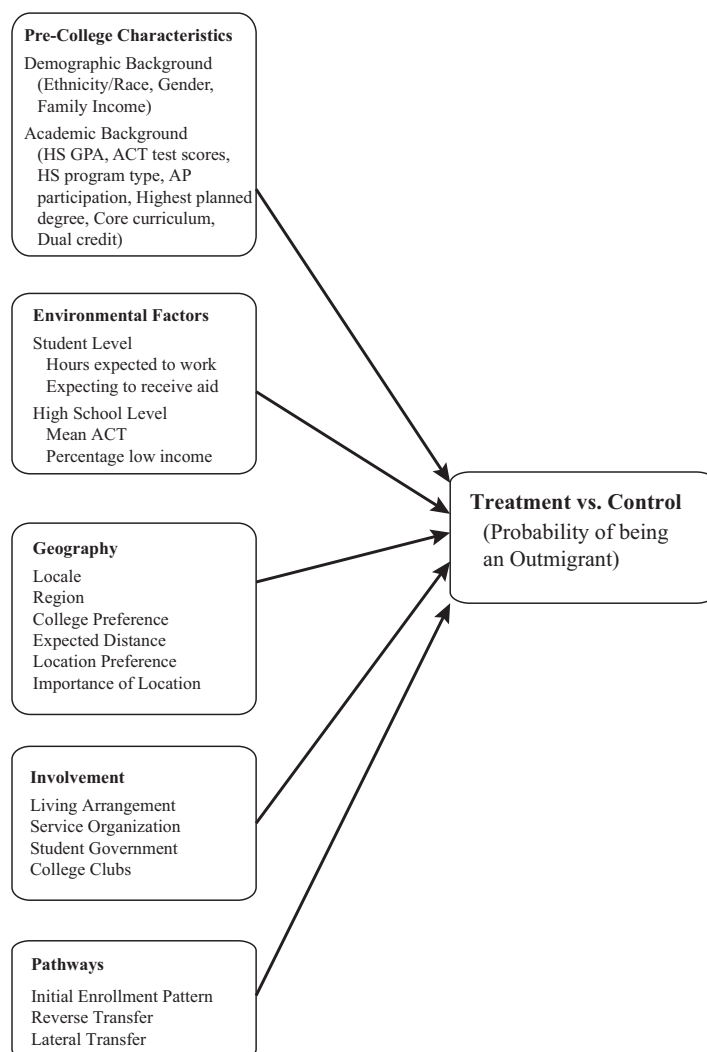 Pre-College Characteristics
Demographic Background
(Ethnicity/Race, Gender,
Family Income)
Academic Background
(HS GPA, ACT test scores,
HS program type, AP
participation, Highest planned
degree, Core curriculum,
Dual credit)
Environmental Factors
Student Level
Hours expected to work
Expecting to receive aid
High School Level
Mean ACT
Percentage low income
Treatment vs. Control
(Probability of being
an Outmigrant)
Geography
Locale
Region
College Preference
Expected Distance
Location Preference
Importance of Location
Involvement
Living Arrangement
Service Organization
Student Government
College Clubs
Pathways
Initial Enrollment Pattern
Reverse Transfer
Lateral Transfer